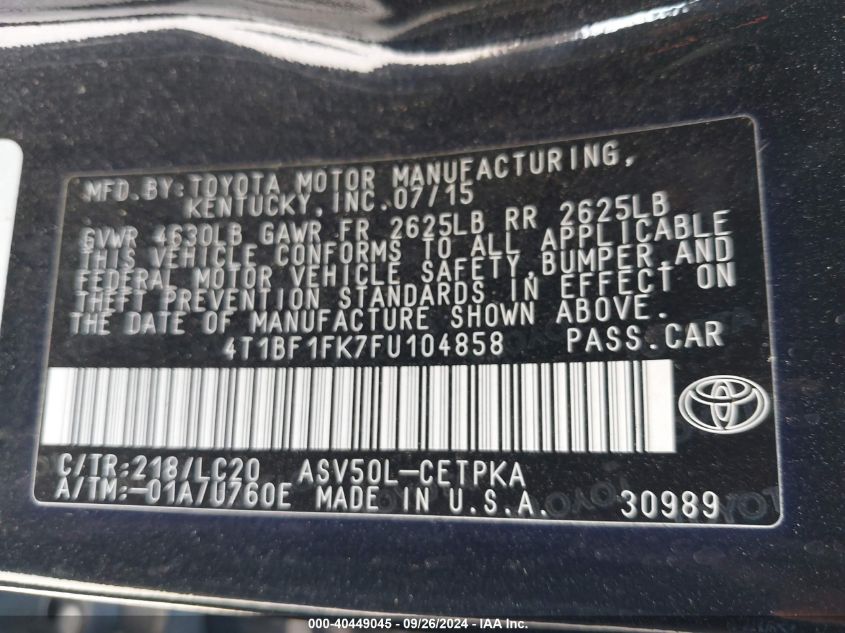 MFD.BY:TOYOTA MOTOR MANUFACTURING,
KENTUCKY, INC. 07/15
GVWR 4630LB GAWR FR 2625LB RR 2625LB
THIS VEHICLE CONFORMS TO ALL APPLICABLE
FEDERAL MOTOR VEHICLE SAFETY,BUMPER,AND
THEFT PREVENTION STANDARDS IN EFFECT ON
THE DATE OF MANUFACTURE SHOWN ABOVE.
4T1BF1FK7FU104858 PASS.CAR
C/TR:218/LC20 ASV50L-CETPKA
A/TM:-01A/U760E MADE IN U.S.A. 30989
©000-40449045 - 09/26/2024 - IAA Inc.